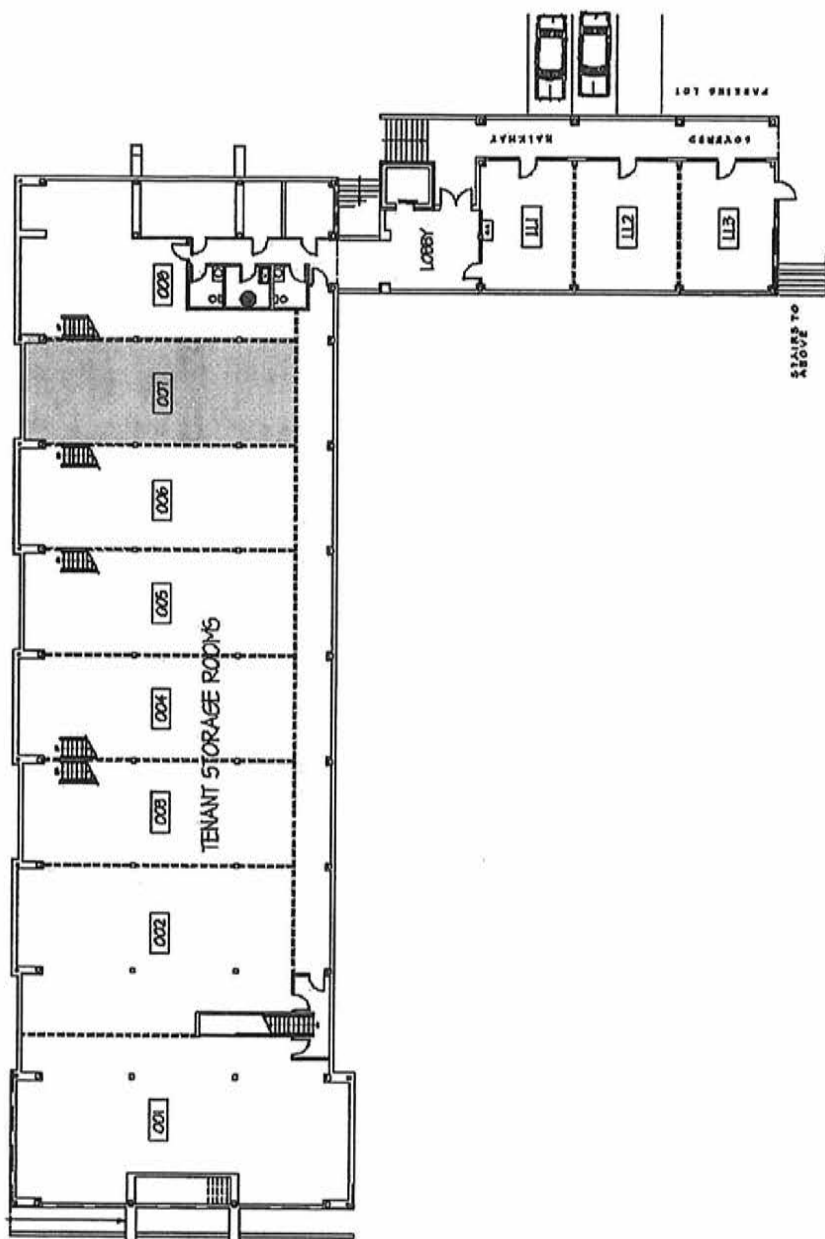 PARKING LOT
COVERED
WALKWAY
LOBBY
111
112
113
STAIRS TO
ABOVE
008
007
006
005
004
003
TENANT STORAGE ROOMS
002
001